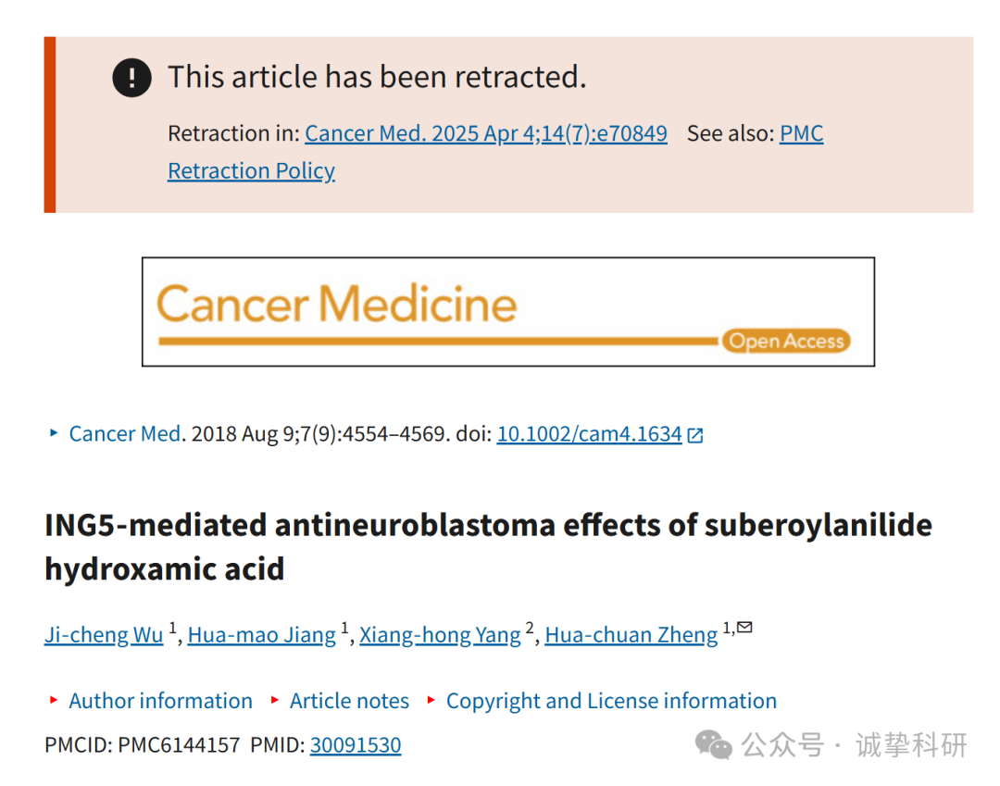 This article has been retracted.
Retraction in: Cancer Med. 2025 Apr 4;14(7):e70849 See also: PMC
Retraction Policy
Cancer Medicine
Open Access
Cancer Med. 2018 Aug 9;7(9):4554–4569. doi: 10.1002/cam4.1634
ING5-mediated antineuroblastoma effects of suberoylanilide
hydroxamic acid
Ji-cheng Wu 1, Hua-mao Jiang 1, Xiang-hong Yang 2, Hua-chuan Zheng 1,✉
Author information Article notes Copyright and License information
PMCID: PMC6144157 PMID: 30091530
公众号 · 诚挚科研